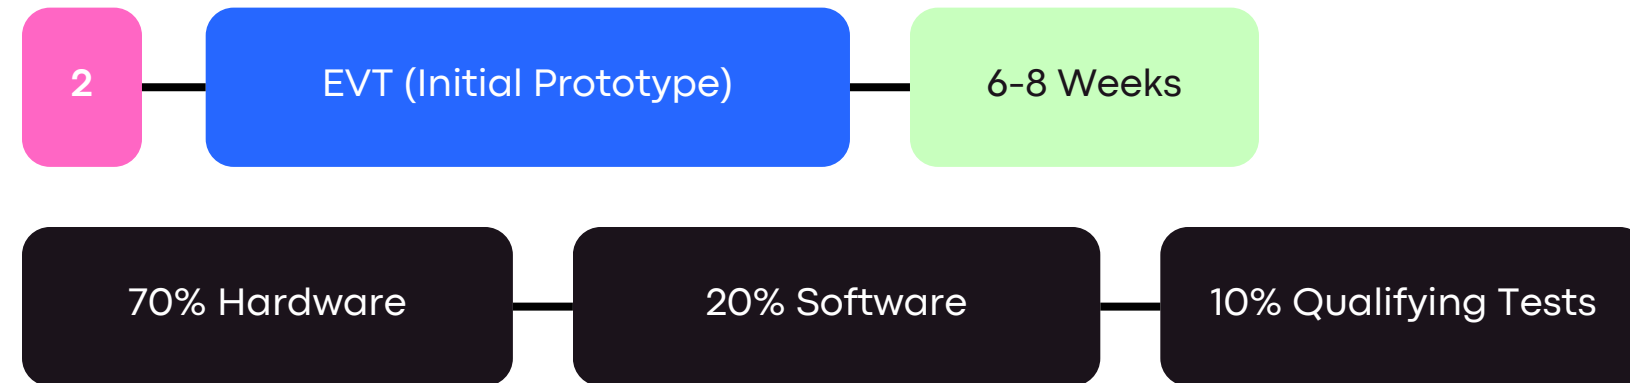 2 EVT (Initial Prototype) 6-8 Weeks
70% Hardware 20% Software 10% Qualifying Tests